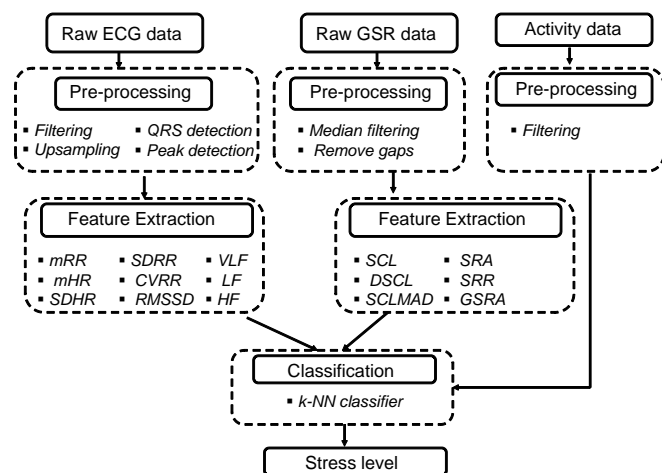 Raw ECG data
Raw GSR data
Activity data
Pre-processing
▪ Filtering ▪ QRS detection
▪ Upsampling ▪ Peak detection
Pre-processing
▪ Median filtering
▪ Remove gaps
Pre-processing
▪ Filtering
Feature Extraction
▪ mRR ▪ SDRR ▪ VLF
▪ mHR ▪ CVRR ▪ LF
▪ SDHR ▪ RMSSD ▪ HF
Feature Extraction
▪ SCL ▪ SRA
▪ DSCL ▪ SRR
▪ SCLMAD ▪ GSRA
Classification
▪ k-NN classifier
Stress level